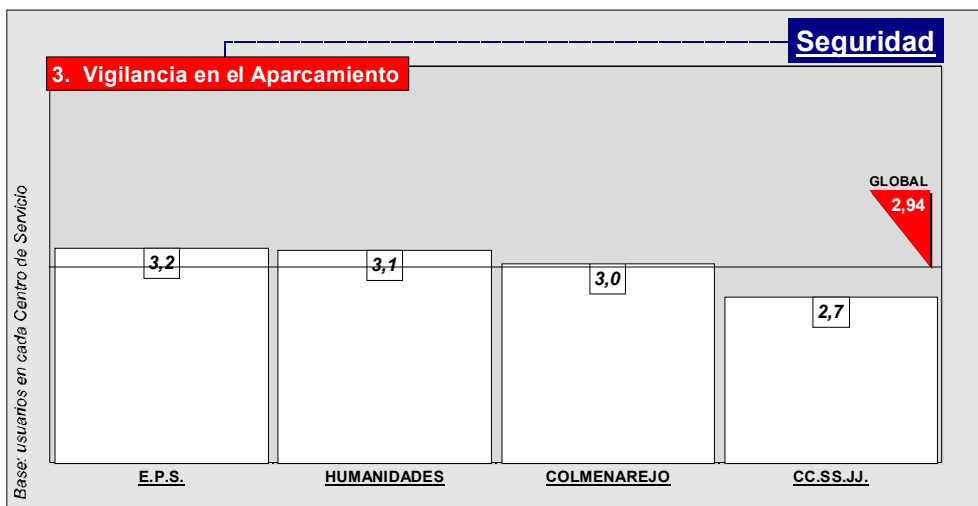 Seguridad
3. Vigilancia en el Aparcamiento
GLOBAL
2,94
3,2
3,1
3,0
2,7
E.P.S.
HUMANIDADES
COLMENAREJO
CC.SS.JJ.
Base: usuarios en cada Centro de Servicio